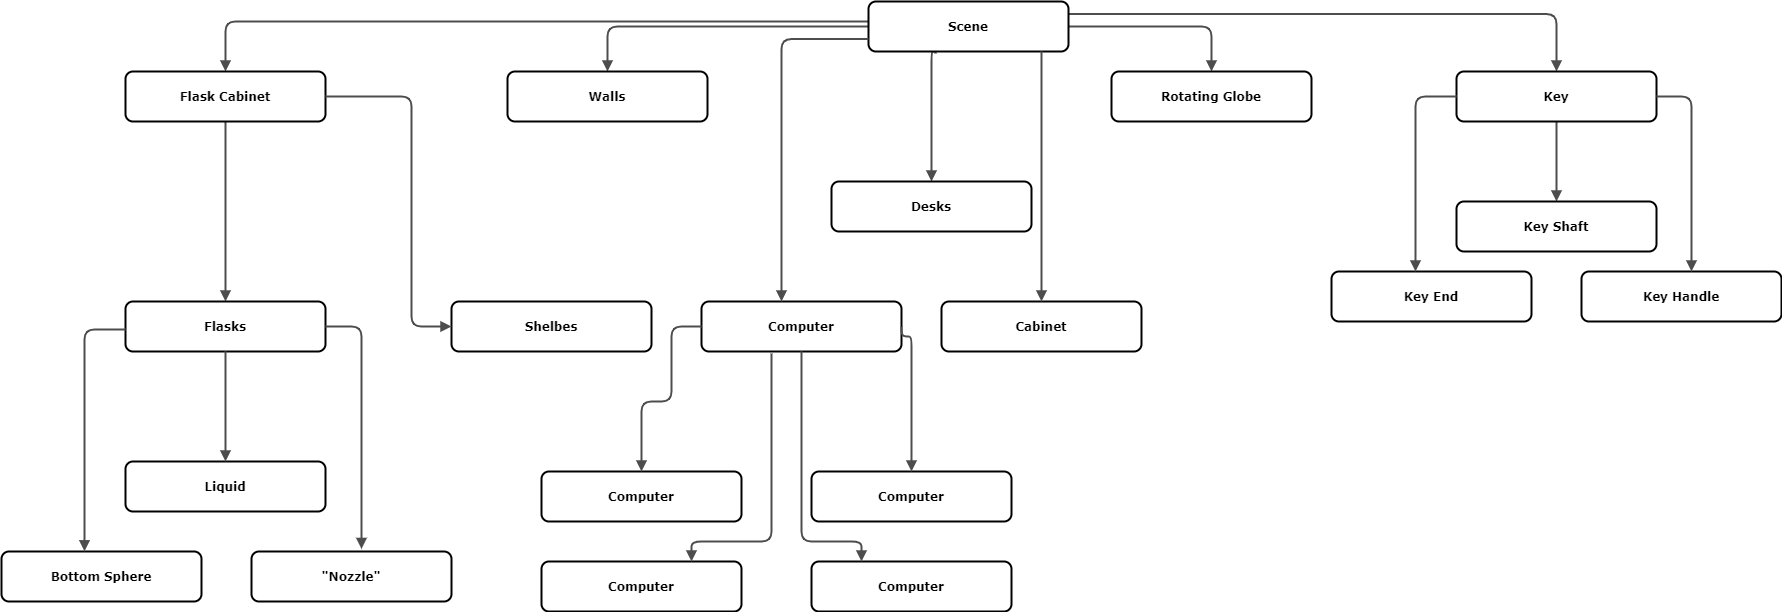 Scene
Flask Cabinet
Walls
Rotating Globe
Key
Desks
Key Shaft
Key End
Key Handle
Flasks
Shelbes
Computer
Cabinet
Liquid
Computer
Computer
Bottom Sphere
"Nozzle"
Computer
Computer